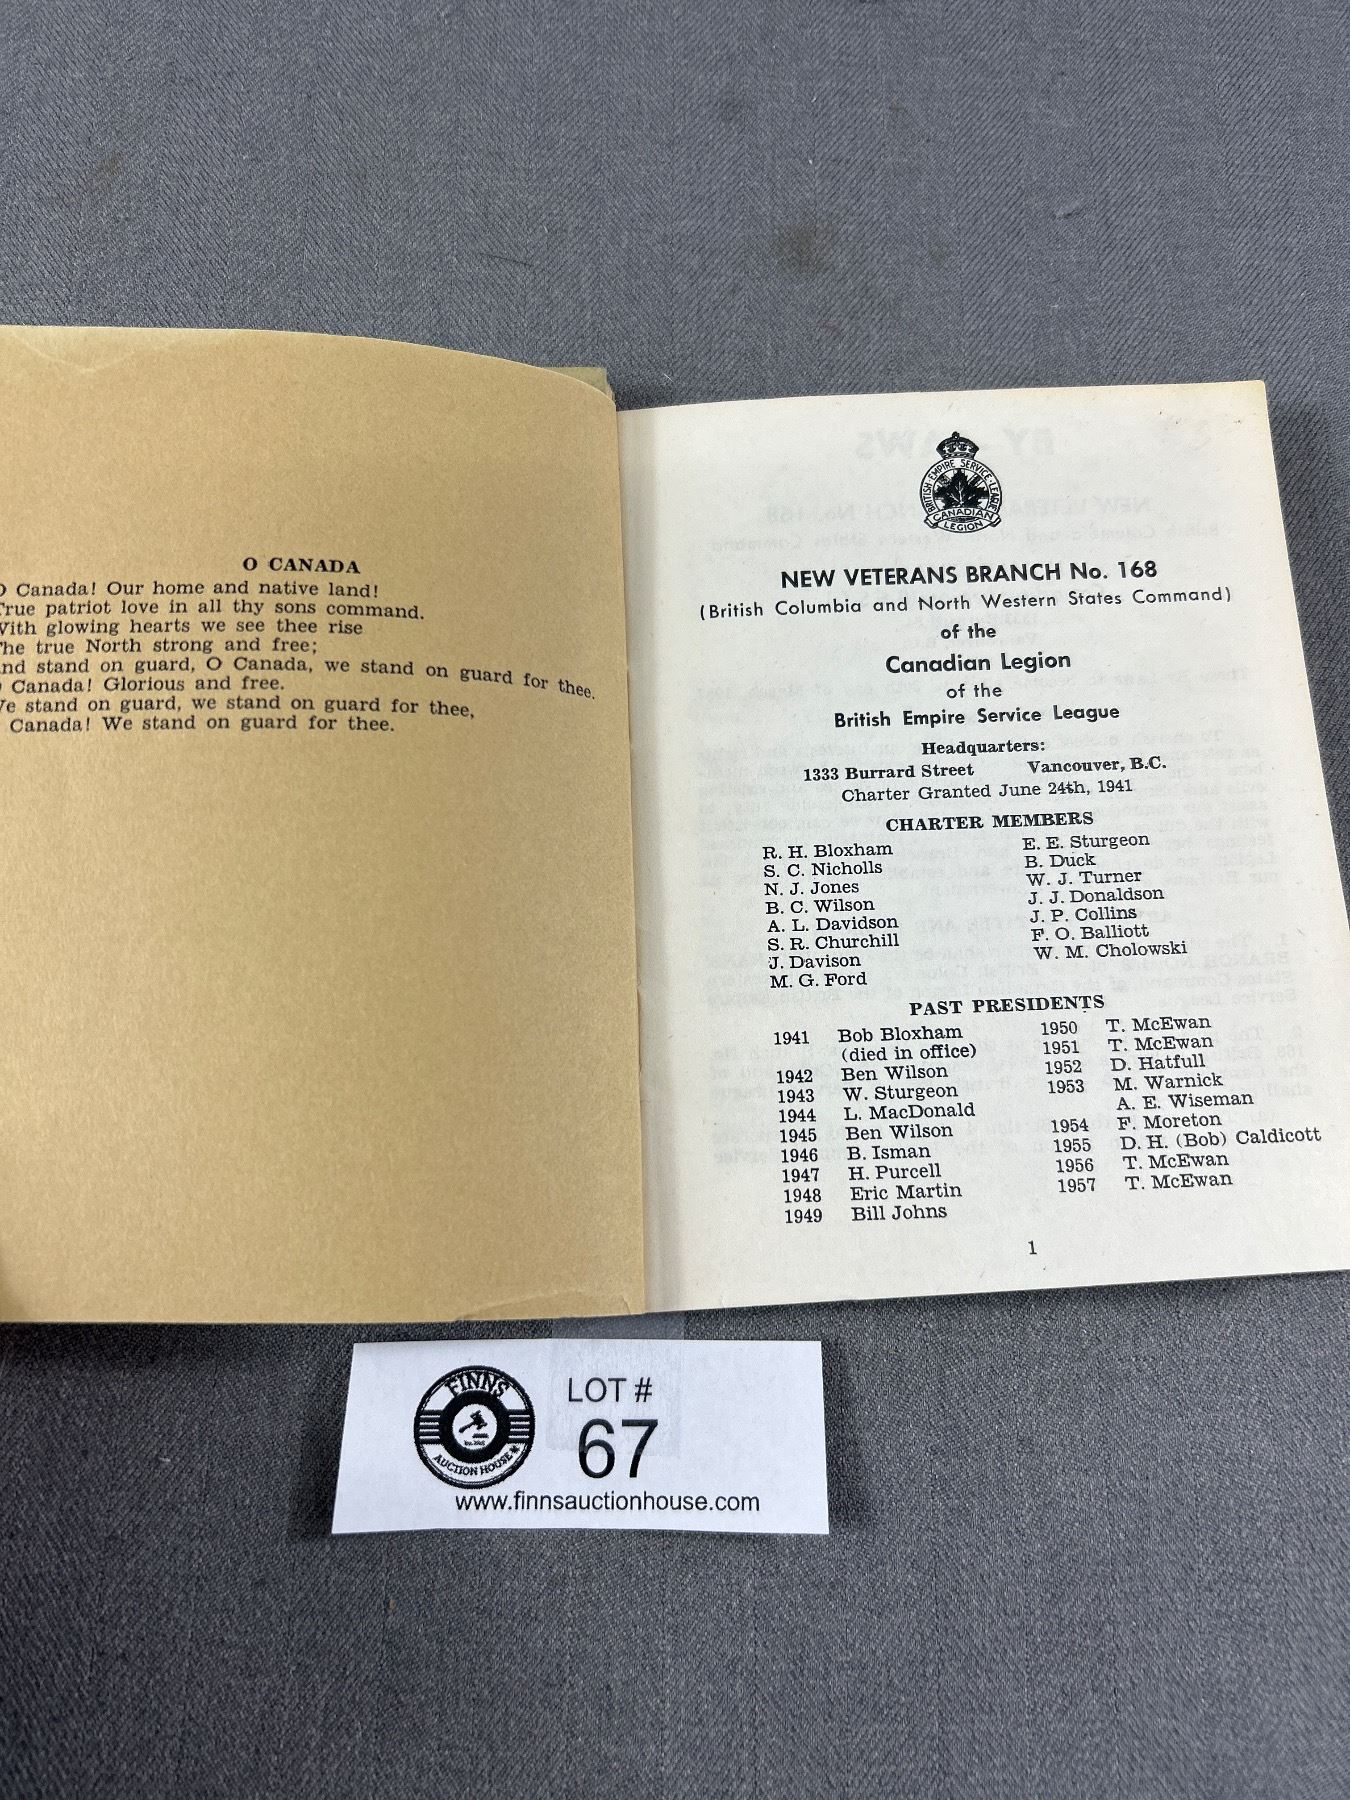 O CANADA
O Canada! Our home and native land!
True patriot love in all thy sons command.
With glowing hearts we see thee rise
The true North strong and free;
and stand on guard, O Canada, we stand on guard for thee.
Canada! Glorious and free.
We stand on guard, we stand on guard for thee,
Canada! We stand on guard for thee.
BRITISH EMPIRE SERVICE LEAGUE
CANADIAN
LEGION
NEW VETERANS BRANCH No. 168
(British Columbia and North Western States Command)
of the
Canadian Legion
of the
British Empire Service League
Headquarters:
1333 Burrard Street Vancouver, B.C.
Charter Granted June 24th, 1941
CHARTER MEMBERS
R. H. Bloxham
S. C. Nicholls
N. J. Jones
B. C. Wilson
A. L. Davidson
S. R. Churchill
J. Davison
M. G. Ford
E. E. Sturgeon
B. Duck
W. J. Turner
J. J. Donaldson
J. P. Collins
F. O. Balliott
W. M. Cholowski
PAST PRESIDENTS
1941 Bob Bloxham
(died in office)
1942 Ben Wilson
1943 W. Sturgeon
1944 L. MacDonald
1945 Ben Wilson
1946 B. Isman
1947 H. Purcell
1948 Eric Martin
1949 Bill Johns
1950 T. McEwan
1951 T. McEwan
1952 D. Hatfull
1953 M. Warnick
A. E. Wiseman
1954 F. Moreton
1955 D. H. (Bob) Caldicott
1956 T. McEwan
1957 T. McEwan
1
FINNS
AUCTION HOUSE
LOT #
67
www.finnsauctionhouse.com